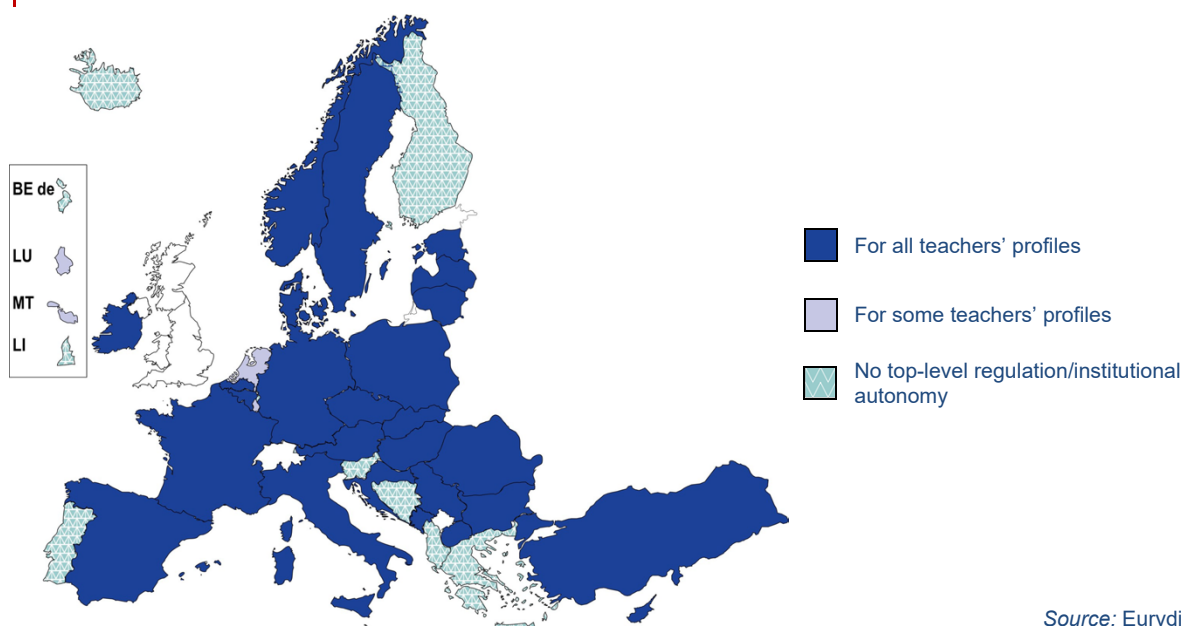 BE de
LU
MT
LI
For all teachers’ profiles
For some teachers’ profiles
No top-level regulation/institutional
autonomy
Source: Eurydi